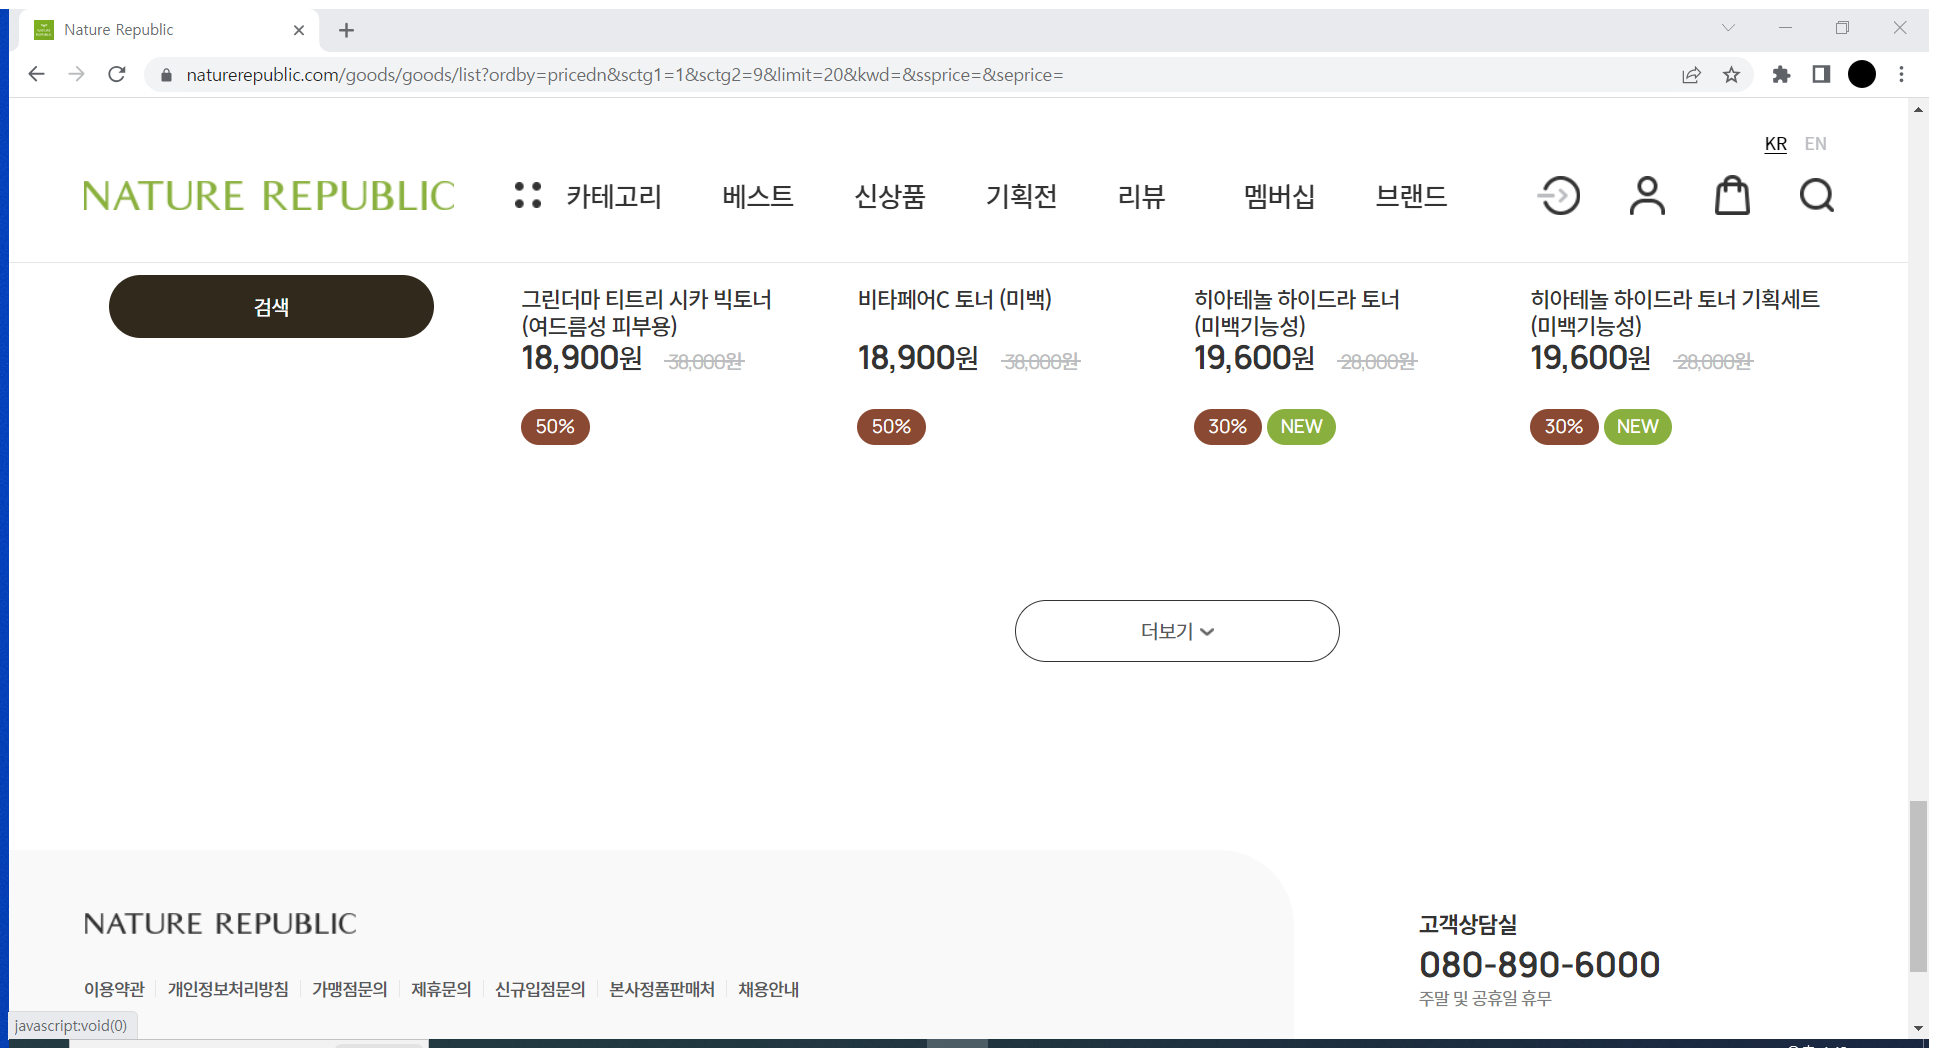 Nature Republic
naturerepublic.com/goods/goods/list?ordby=pricedn&sctg1=1&sctg2=9&limit=20&kwd=&ssprice=&seprice=
KR EN
NATURE REPUBLIC 카테고리 베스트 신상품 기획전 리뷰 멤버십 브랜드
검색
그린더마 티트리 시카 빅토너
(여드름성 피부용)
18,900원 38,000원
50%
비타페어C 토너 (미백)
18,900원 38,000원
50%
히아테놀 하이드라 토너
(미백기능성)
19,600원 28,000원
30% NEW
히아테놀 하이드라 토너 기획세트
(미백기능성)
19,600원 28,000원
30% NEW
더보기
NATURE REPUBLIC
이용약관 개인정보처리방침 가맹점문의 제휴문의 신규입점문의 본사정품판매처 채용안내
고객상담실
080-890-6000
주말 및 공휴일 휴무
javascript:void(0)